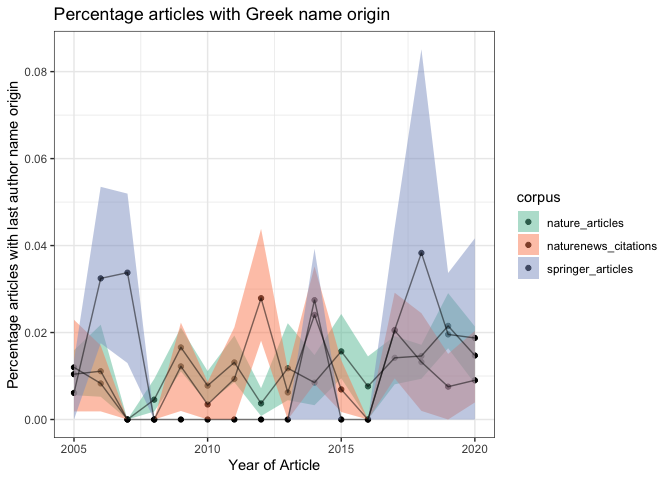 Percentage articles with Greek name origin
Percentage articles with last author name origin
0.08
0.06
0.04
0.02
0.00
2005
2010
2015
2020
Year of Article
corpus
nature_articles
naturenews_citations
springer_articles